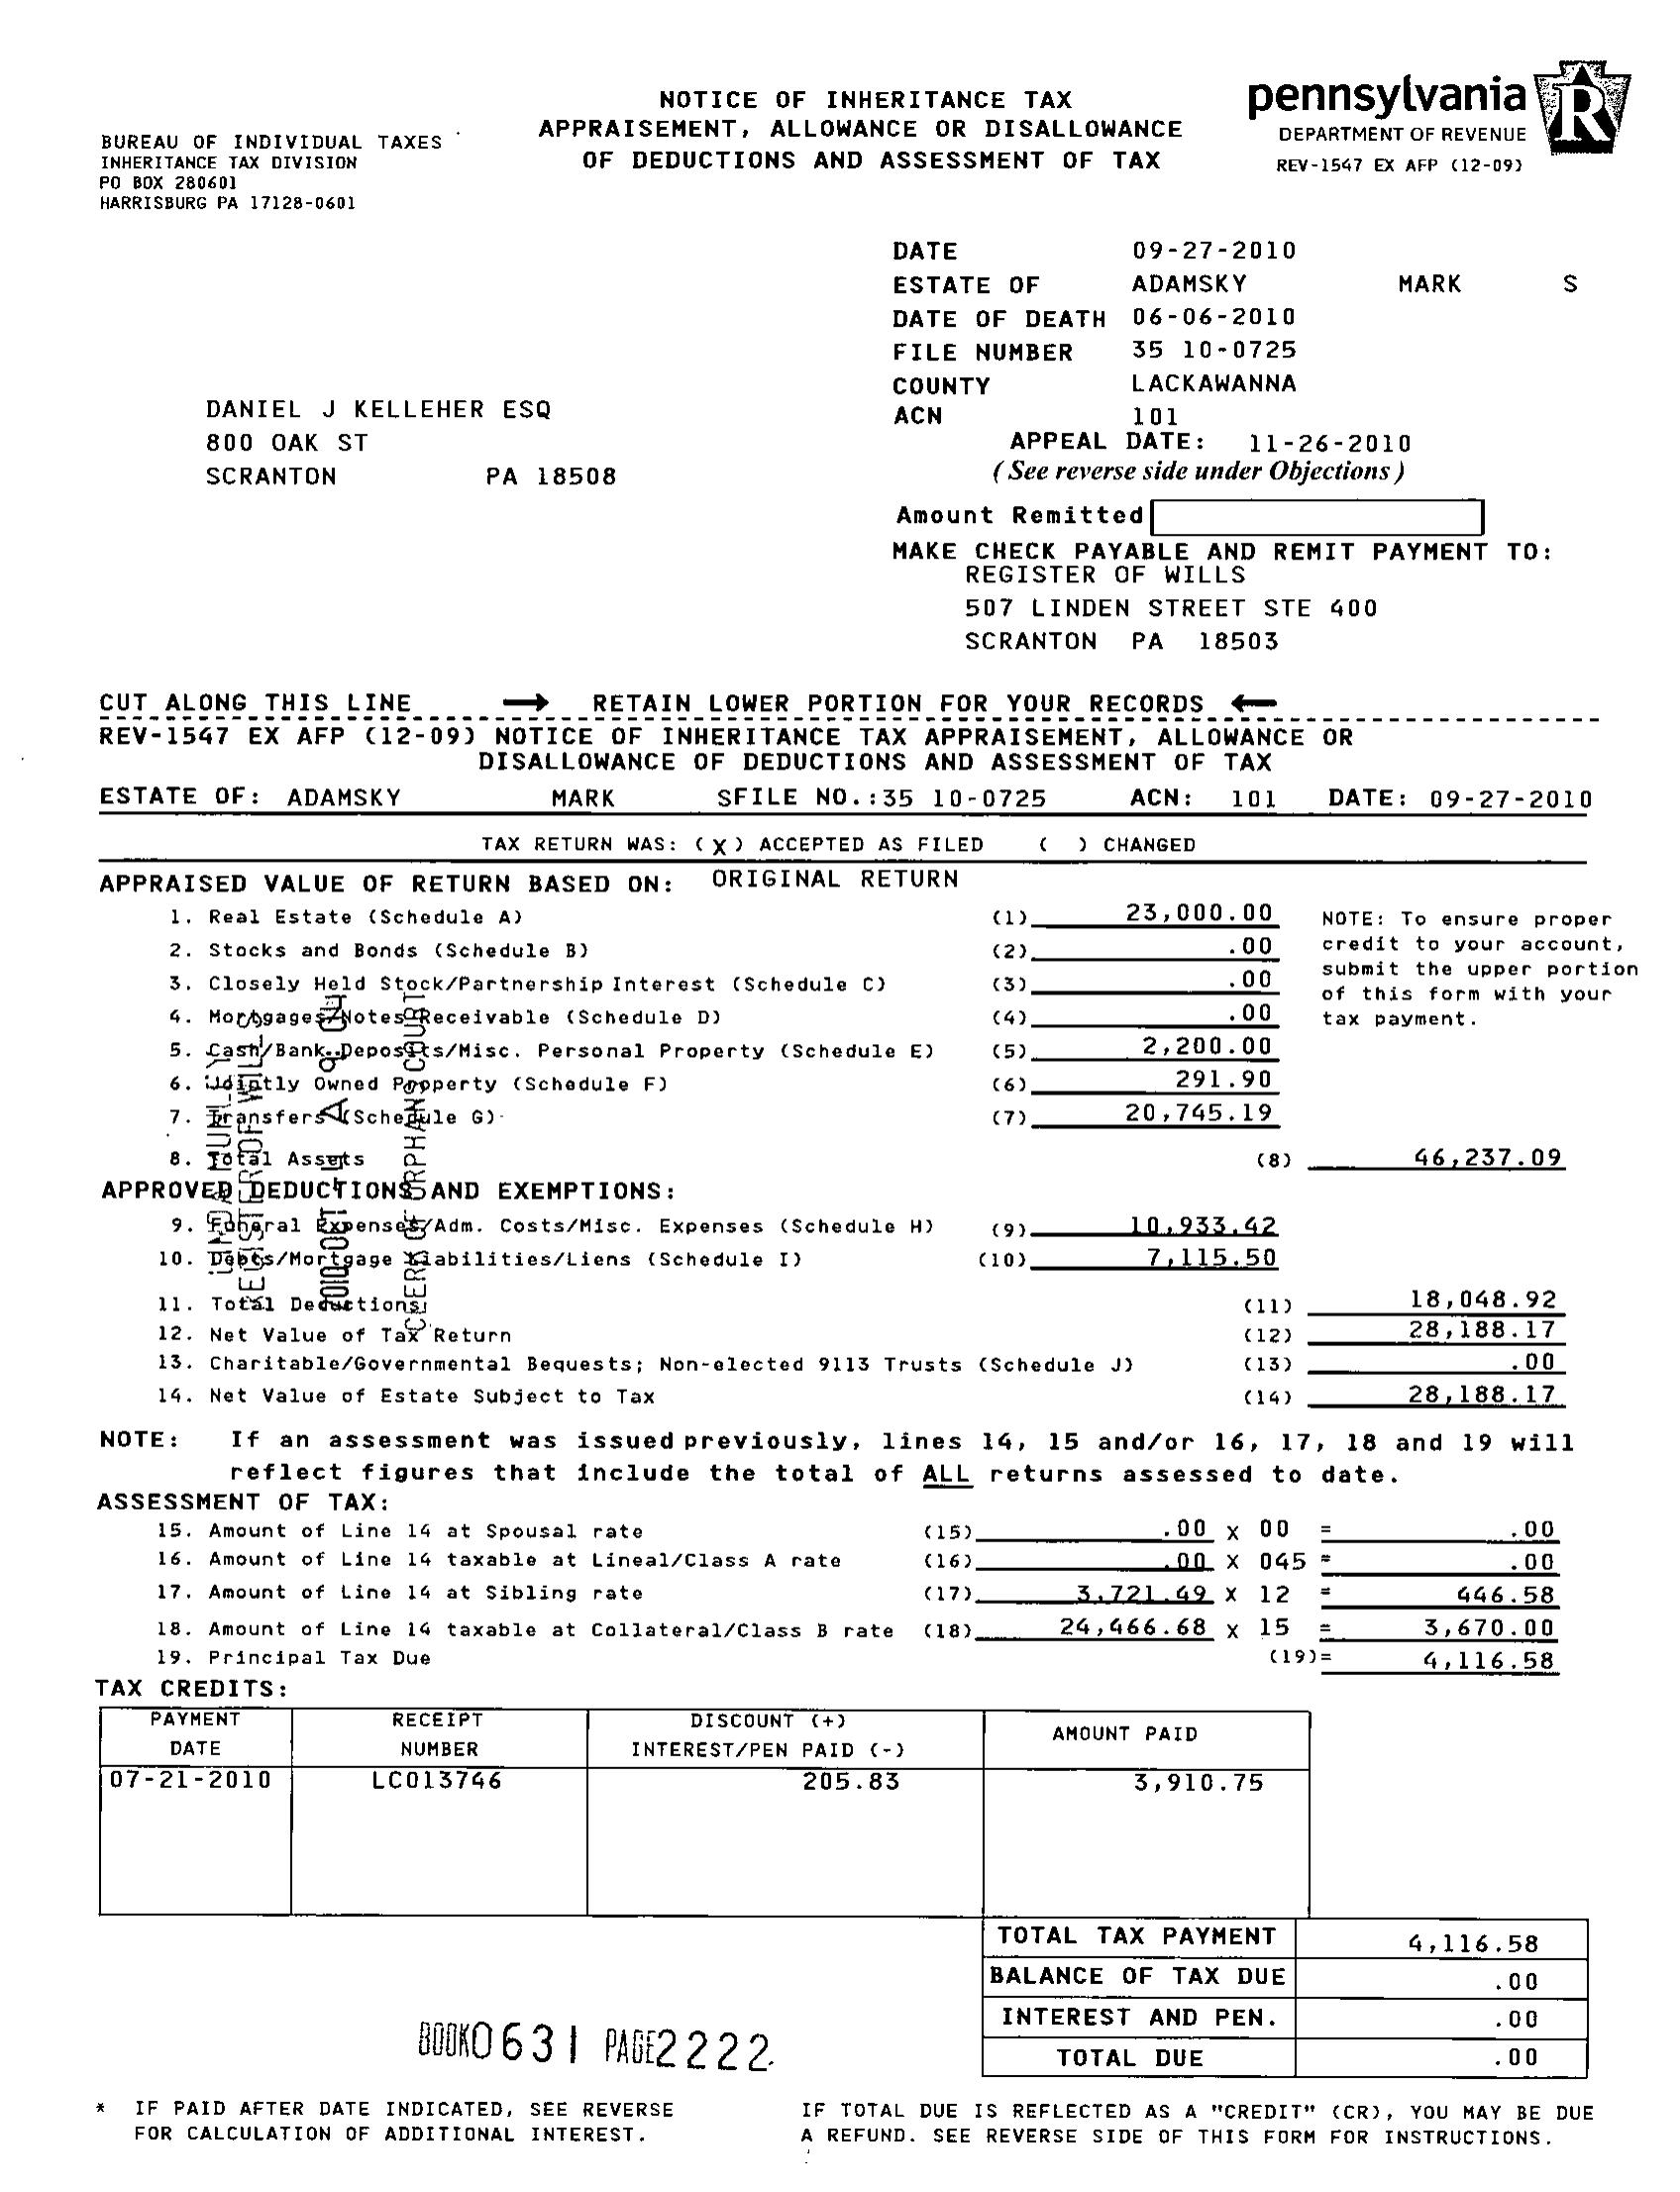 BUREAU OF INDIVIDUAL TAXES
INHERITANCE TAX DIVISION
PO BOX 280601
HARRISBURG PA 17128-0601
NOTICE OF INHERITANCE TAX
APPRAISEMENT, ALLOWANCE OR DISALLOWANCE
OF DEDUCTIONS AND ASSESSMENT OF TAX
pennsylvania R
DEPARTMENT OF REVENUE
REV-1547 EX AFP (12-09)
DATE 09-27-2010
ESTATE OF ADAMSKY MARK S
DATE OF DEATH 06-06-2010
FILE NUMBER 35 10-0725
COUNTY LACKAWANNA
ACN 101
APPEAL DATE: 11-26-2010
(See reverse side under Objections)
DANIEL J KELLEHER ESQ
800 OAK ST
SCRANTON PA 18508
Amount Remitted
MAKE CHECK PAYABLE AND REMIT PAYMENT TO:
REGISTER OF WILLS
507 LINDEN STREET STE 400
SCRANTON PA 18503
CUT ALONG THIS LINE → RETAIN LOWER PORTION FOR YOUR RECORDS ←
REV-1547 EX AFP (12-09) NOTICE OF INHERITANCE TAX APPRAISEMENT, ALLOWANCE OR
DISALLOWANCE OF DEDUCTIONS AND ASSESSMENT OF TAX
ESTATE OF: ADAMSKY MARK SFILE NO.:35 10-0725 ACN: 101 DATE: 09-27-2010
TAX RETURN WAS: (X) ACCEPTED AS FILED ( ) CHANGED
APPRAISED VALUE OF RETURN BASED ON: ORIGINAL RETURN
1. Real Estate (Schedule A) (1) 23,000.00
2. Stocks and Bonds (Schedule B) (2) .00
3. Closely Held Stock/Partnership Interest (Schedule C) (3) .00
4. Mortgages/Notes Receivable (Schedule D) (4) .00
5. Cash/Bank Deposits/Misc. Personal Property (Schedule E) (5) 2,200.00
6. Jointly Owned Property (Schedule F) (6) 291.90
7. Transfers (Schedule G) (7) 20,745.19
8. Total Assets (8) 46,237.09
NOTE: To ensure proper
credit to your account,
submit the upper portion
of this form with your
tax payment.
APPROVED DEDUCTIONS AND EXEMPTIONS:
9. Funeral Expenses/Adm. Costs/Misc. Expenses (Schedule H) (9) 10,933.42
10. Debts/Mortgage Liabilities/Liens (Schedule I) (10) 7,115.50
11. Total Deductions (11) 18,048.92
12. Net Value of Tax Return (12) 28,188.17
13. Charitable/Governmental Bequests; Non-elected 9113 Trusts (Schedule J) (13) .00
14. Net Value of Estate Subject to Tax (14) 28,188.17
REGISTER OF WILLS
CLERK OF ORPHANS COURT
NOTE: If an assessment was issued previously, lines 14, 15 and/or 16, 17, 18 and 19 will
reflect figures that include the total of ALL returns assessed to date.
ASSESSMENT OF TAX:
15. Amount of Line 14 at Spousal rate (15) .00 X 00 = .00
16. Amount of Line 14 taxable at Lineal/Class A rate (16) .00 X 045 = .00
17. Amount of Line 14 at Sibling rate (17) 3,721.49 X 12 = 446.58
18. Amount of Line 14 taxable at Collateral/Class B rate (18) 24,466.68 X 15 = 3,670.00
19. Principal Tax Due (19)= 4,116.58
TAX CREDITS:
PAYMENT DATE RECEIPT NUMBER DISCOUNT (+) INTEREST/PEN PAID (-) AMOUNT PAID
07-21-2010 LC013746 205.83 3,910.75
TOTAL TAX PAYMENT 4,116.58
BALANCE OF TAX DUE .00
INTEREST AND PEN. .00
TOTAL DUE .00
BOOK0631 PAGE2222
* IF PAID AFTER DATE INDICATED, SEE REVERSE
FOR CALCULATION OF ADDITIONAL INTEREST.
IF TOTAL DUE IS REFLECTED AS A "CREDIT" (CR), YOU MAY BE DUE
A REFUND. SEE REVERSE SIDE OF THIS FORM FOR INSTRUCTIONS.